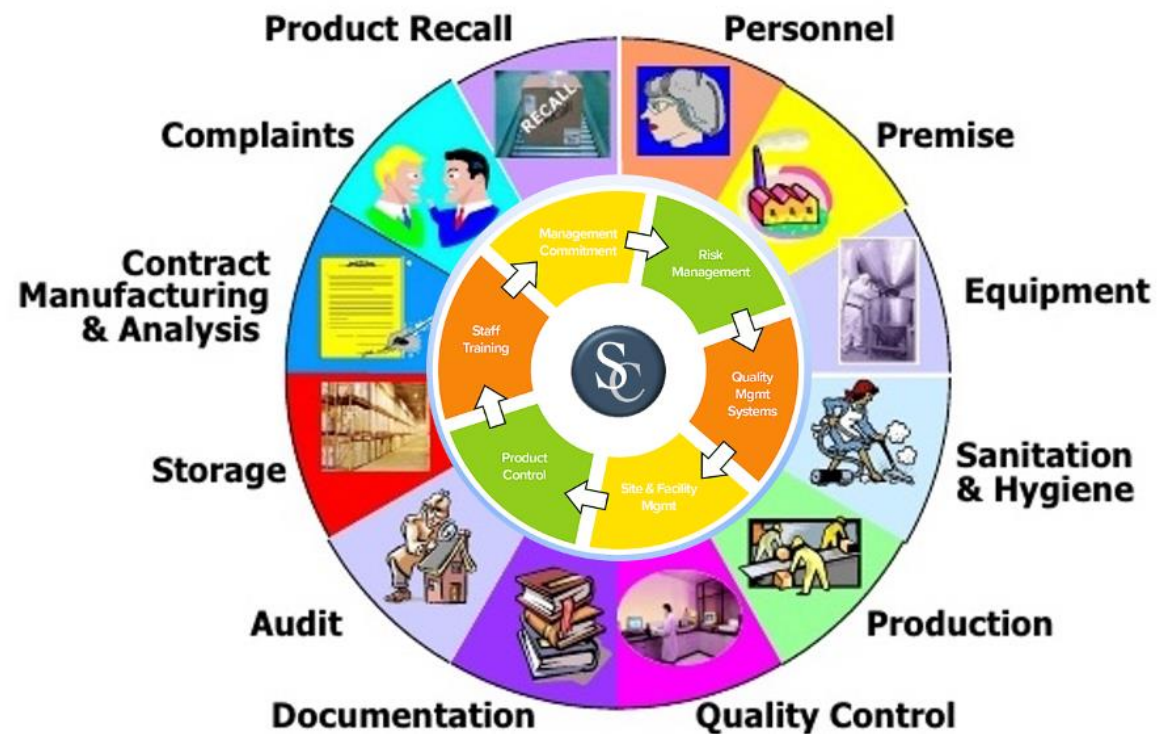 Product Recall
Personnel
Complaints
Premise
Contract
Manufacturing
& Analysis
Equipment
Storage
Sanitation
& Hygiene
Audit
Production
Documentation
Quality Control
RECALL
Management
Commitment
Risk
Management
Staff
Training
Quality
Mgmt
Systems
Product
Control
Site & Facility
Mgmt
SC